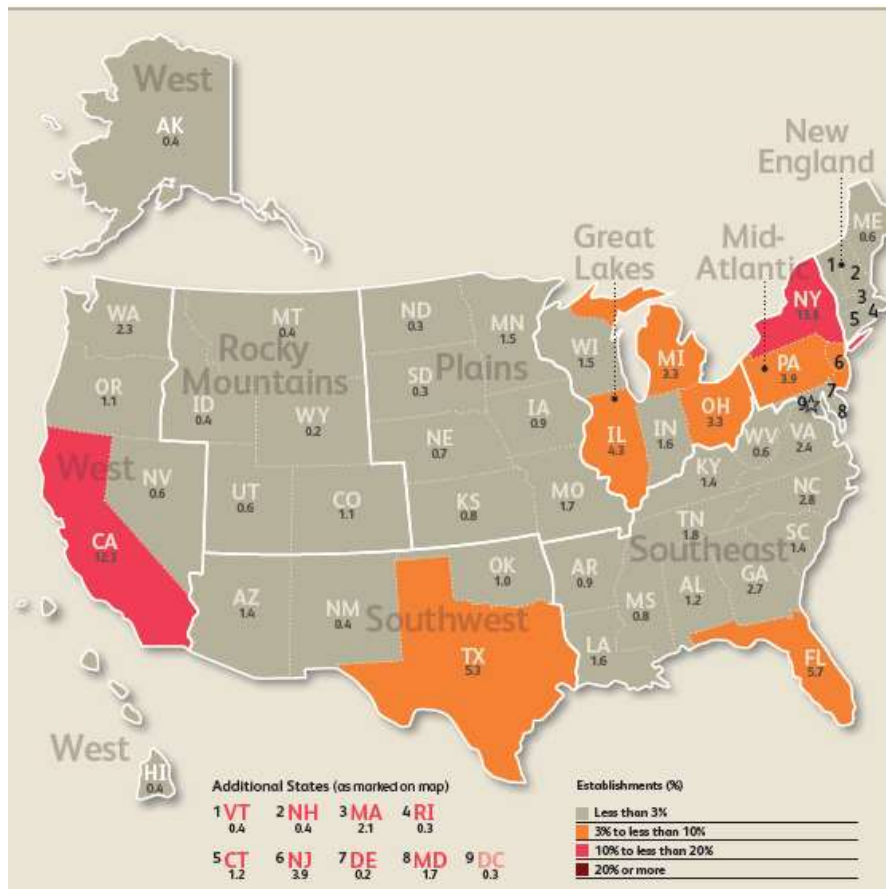 West
AK
0.4
New
England
ME
0.6
Great
Lakes
Mid-
Atlantic
1
2
3
4
5
NY
WA
2.3
MT
0.4
ND
0.3
MN
1.5
WI
1.5
MI
3.3
PA
3.9
6
7
8
9
Rocky
Mountains
Plains
OR
1.1
ID
0.4
WY
0.2
SD
0.3
IA
0.9
NE
0.7
IL
4.3
IN
1.6
OH
3.3
WV
0.6
VA
2.4
West
NV
0.6
UT
0.6
CO
1.1
KS
0.8
MO
1.7
KY
1.4
NC
2.8
CA
12.3
TN
1.8
SC
1.4
Southeast
AZ
1.4
NM
0.4
OK
1.0
AR
0.9
MS
0.8
AL
1.2
GA
2.7
Southwest
TX
5.3
LA
1.6
FL
5.7
West
HI
0.4
Additional States (as marked on map)
1 VT 2 NH 3 MA 4 RI
0.4 0.4 2.1 0.3
5 CT 6 NJ 7 DE 8 MD 9 DC
1.2 3.9 0.2 1.7 0.3
Establishments (%)
Less than 3%
3% to less than 10%
10% to less than 20%
20% or more